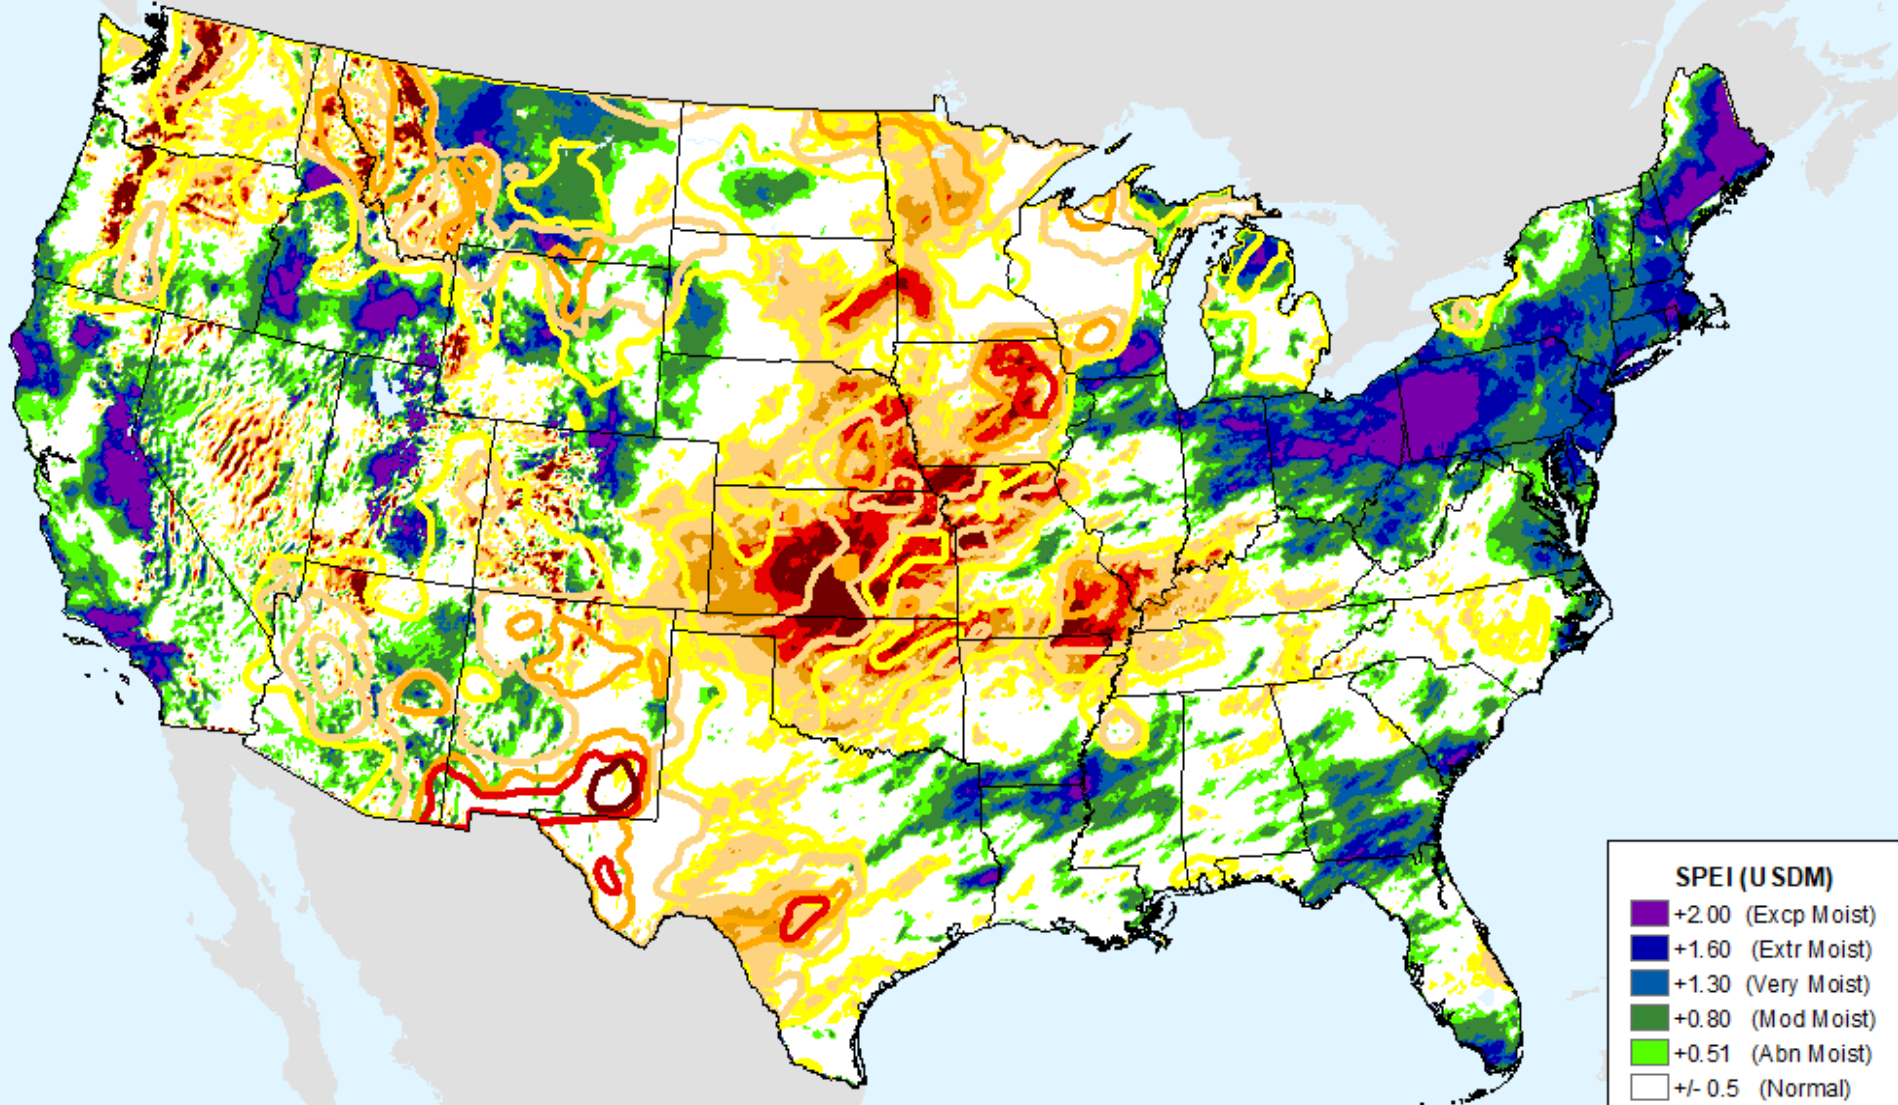 SPEI (USDM)
+2.00 (Excp Moist)
+1.60 (Extr Moist)
+1.30 (Very Moist)
+0.80 (Mod Moist)
+0.51 (Abn Moist)
+/- 0.5 (Normal)